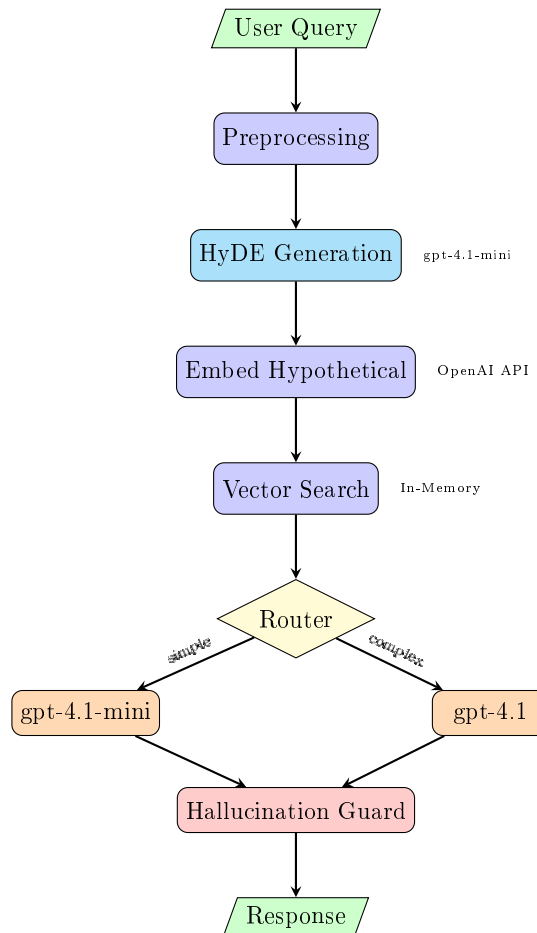 User Query
Preprocessing
HyDE Generation
gpt-4.1-mini
Embed Hypothetical
OpenAI API
Vector Search
In-Memory
Router
simple
complex
gpt-4.1-mini
gpt-4.1
Hallucination Guard
Response